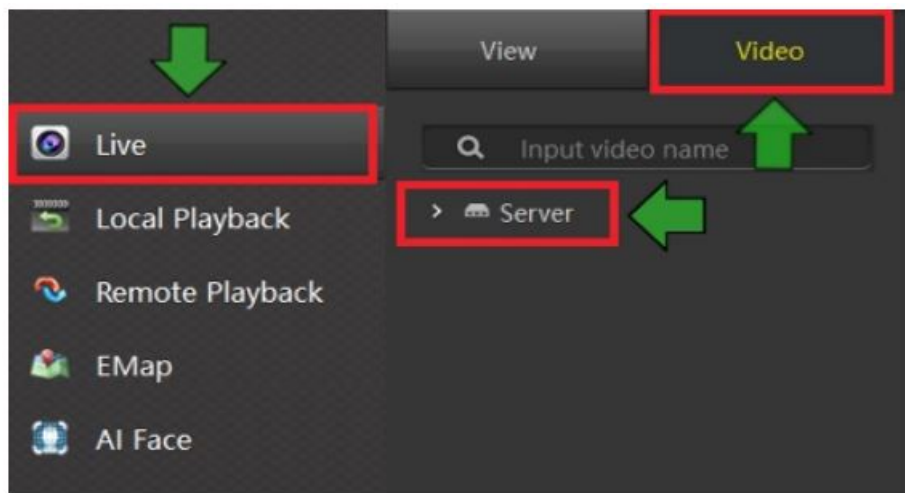 View
Video
Live
Input video name
Local Playback
Server
Remote Playback
EMap
AI Face